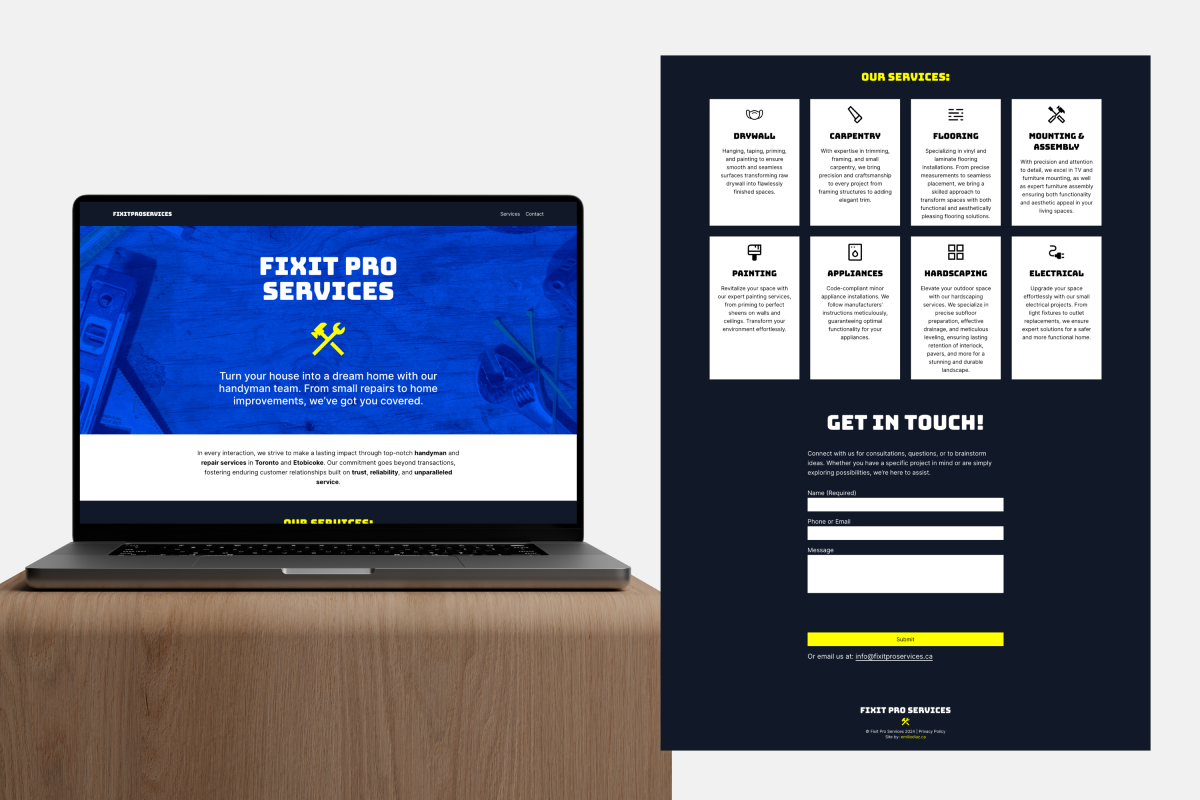 FIXITPROSERVICES
Services Contact
FIXIT PRO
SERVICES
Turn your house into a dream home with our
handyman team. From small repairs to home
improvements, we've got you covered.
In every interaction, we strive to make a lasting impact through top-notch handyman and
repair services in Toronto and Etobicoke. Our commitment goes beyond transactions,
fostering enduring customer relationships built on trust, reliability, and unparalleled
service.
OUR SERVICES:
OUR SERVICES:
DRYWALL
Hanging, taping, priming,
and painting to ensure
smooth and seamless
surfaces transforming raw
drywall into flawlessly
finished spaces.
CARPENTRY
With expertise in trimming,
framing, and small
carpentry, we bring
precision and craftsmanship
to every project from
framing structures to adding
elegant trim.
FLOORING
Specializing in vinyl and
laminate flooring
installations. From precise
measurements to seamless
placement, we bring a
skilled approach to
transform spaces with both
functional and aesthetically
pleasing flooring solutions.
MOUNTING &
ASSEMBLY
With precision and attention
to detail, we excel in TV and
furniture mounting, as well
as expert furniture assembly
ensuring both functionality
and aesthetic appeal in your
living spaces.
PAINTING
Revitalize your space with
our expert painting services,
from priming to perfect
sheens on walls and
ceilings. Transform your
environment effortlessly.
APPLIANCES
Code-compliant minor
appliance installations. We
follow manufacturers'
instructions meticulously,
guaranteeing optimal
functionality for your
appliances.
HARDSCAPING
Elevate your outdoor space
with our hardscaping
services. We specialize in
precise subfloor
preparation, effective
drainage, and meticulous
leveling, ensuring lasting
retention of interlock,
pavers, and more for a
stunning and durable
landscape.
ELECTRICAL
Upgrade your space
effortlessly with our small
electrical projects. From
light fixtures to outlet
replacements, we ensure
expert solutions for a safer
and more functional home.
GET IN TOUCH!
Connect with us for consultations, questions, or to brainstorm
ideas. Whether you have a specific project in mind or are simply
exploring possibilities, we're here to assist.
Name (Required)
Phone or Email
Message
Submit
Or email us at: info@fixitproservices.ca
FIXIT PRO SERVICES
© Fixit Pro Services 2024 | Privacy Policy
Site by: